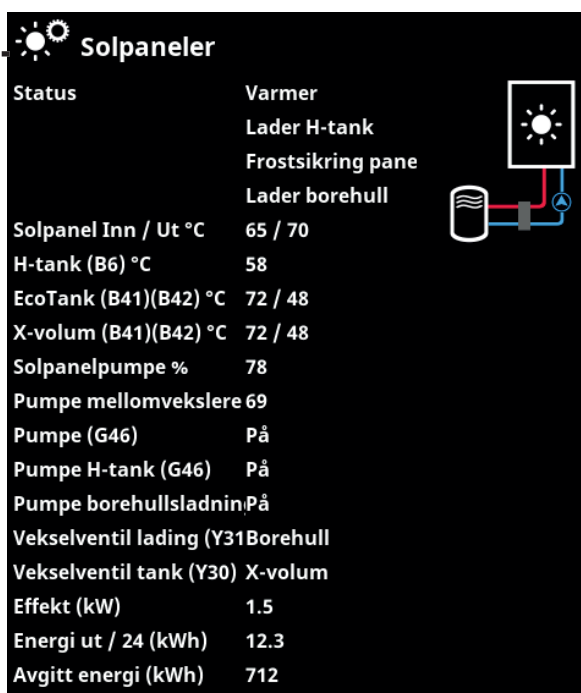 Solpaneler
Status Varmer
Lader H-tank
Frostsikring pane
Lader borehull
Solpanel Inn / Ut °C 65 / 70
H-tank (B6) °C 58
EcoTank (B41)(B42) °C 72 / 48
X-volum (B41)(B42) °C 72 / 48
Solpanelpumpe % 78
Pumpe mellomvekslere 69
Pumpe (G46) På
Pumpe H-tank (G46) På
Pumpe borehullsladning På
Vekselventil lading (Y31 Borehull
Vekselventil tank (Y30) X-volum
Effekt (kW) 1.5
Energi ut / 24 (kWh) 12.3
Avgitt energi (kWh) 712